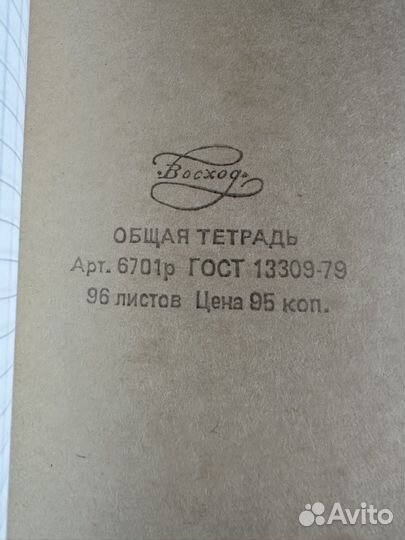 «Восход»
ОБЩАЯ ТЕТРАДЬ
Арт. 6701р ГОСТ 13309-79
96 листов Цена 95 коп.
Avito